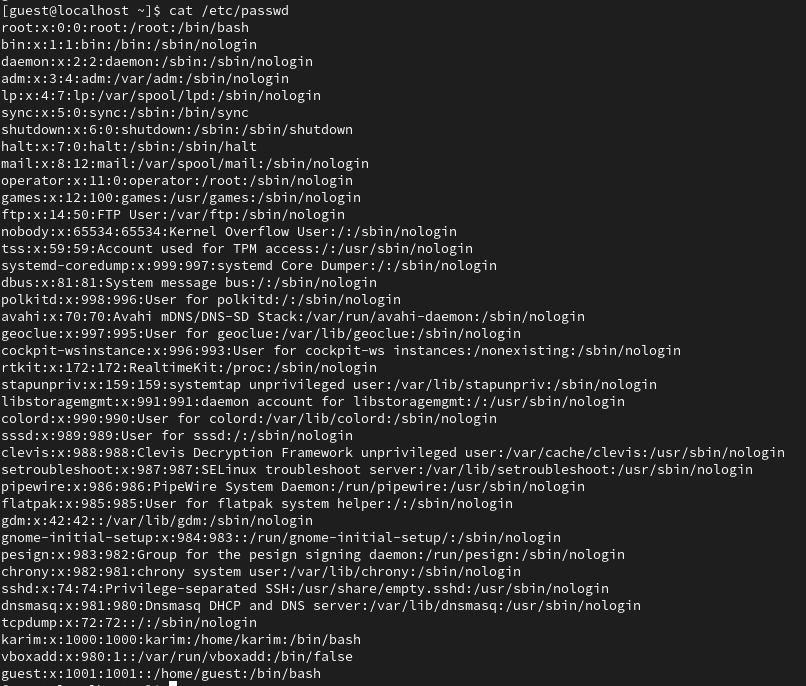 [guest@localhost ~]$ cat /etc/passwd
root:x:0:0:root:/root:/bin/bash
bin:x:1:1:bin:/bin:/sbin/nologin
daemon:x:2:2:daemon:/sbin:/sbin/nologin
adm:x:3:4:adm:/var/adm:/sbin/nologin
lp:x:4:7:lp:/var/spool/lpd:/sbin/nologin
sync:x:5:0:sync:/sbin:/bin/sync
shutdown:x:6:0:shutdown:/sbin:/sbin/shutdown
halt:x:7:0:halt:/sbin:/sbin/halt
mail:x:8:12:mail:/var/spool/mail:/sbin/nologin
operator:x:11:0:operator:/root:/sbin/nologin
games:x:12:100:games:/usr/games:/sbin/nologin
ftp:x:14:50:FTP User:/var/ftp:/sbin/nologin
nobody:x:65534:65534:Kernel Overflow User:/:/sbin/nologin
tss:x:59:59:Account used for TPM access:/:/usr/sbin/nologin
systemd-coredump:x:999:997:systemd Core Dumper:/:/sbin/nologin
dbus:x:81:81:System message bus:/:/sbin/nologin
polkitd:x:998:996:User for polkitd:/:/sbin/nologin
avahi:x:70:70:Avahi mDNS/DNS-SD Stack:/var/run/avahi-daemon:/sbin/nologin
geoclue:x:997:995:User for geoclue:/var/lib/geoclue:/sbin/nologin
cockpit-wsinstance:x:996:993:User for cockpit-ws instances:/nonexisting:/sbin/nologin
rtkit:x:172:172:RealtimeKit:/proc:/sbin/nologin
stapunpriv:x:159:159:systemtap unprivileged user:/var/lib/stapunpriv:/sbin/nologin
libstoragemgmt:x:991:991:daemon account for libstoragemgmt:/:/usr/sbin/nologin
colord:x:990:990:User for colord:/var/lib/colord:/sbin/nologin
sssd:x:989:989:User for sssd:/:/sbin/nologin
clevis:x:988:988:Clevis Decryption Framework unprivileged user:/var/cache/clevis:/usr/sbin/nologin
setroubleshoot:x:987:987:SELinux troubleshoot server:/var/lib/setroubleshoot:/usr/sbin/nologin
pipewire:x:986:986:PipeWire System Daemon:/run/pipewire:/usr/sbin/nologin
flatpak:x:985:985:User for flatpak system helper:/:/sbin/nologin
gdm:x:42:42::/var/lib/gdm:/sbin/nologin
gnome-initial-setup:x:984:983::/run/gnome-initial-setup/:/sbin/nologin
pesign:x:983:982:Group for the pesign signing daemon:/run/pesign:/sbin/nologin
chrony:x:982:981:chrony system user:/var/lib/chrony:/sbin/nologin
sshd:x:74:74:Privilege-separated SSH:/usr/share/empty.sshd:/usr/sbin/nologin
dnsmasq:x:981:980:Dnsmasq DHCP and DNS server:/var/lib/dnsmasq:/usr/sbin/nologin
tcpdump:x:72:72::/:/sbin/nologin
karim:x:1000:1000:karim:/home/karim:/bin/bash
vboxadd:x:980:1::/var/run/vboxadd:/bin/false
guest:x:1001:1001::/home/guest:/bin/bash